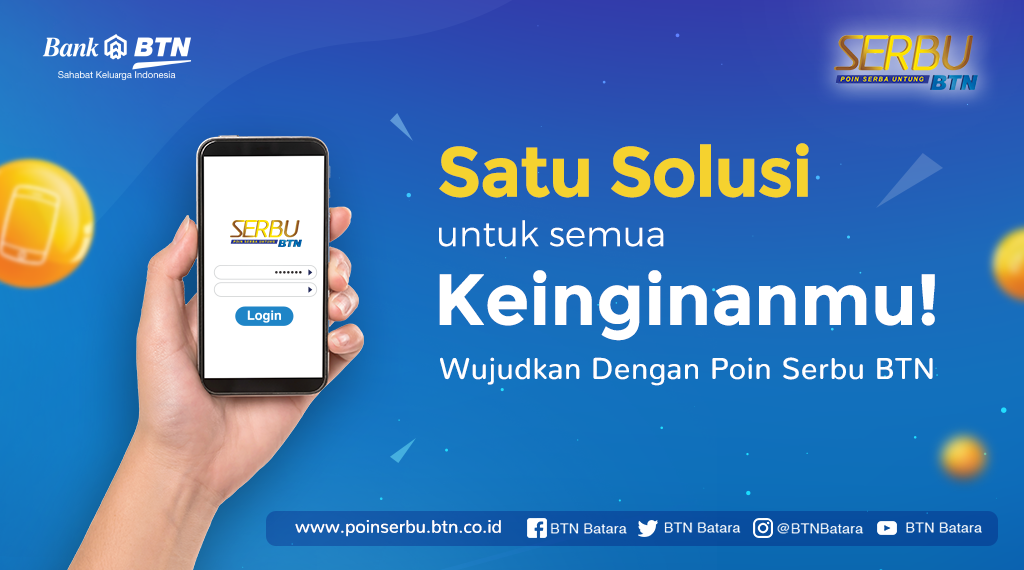 Bank BTN
Sahabat Keluarga Indonesia
SERBU
POIN SERBA UNTUNG
BTN
SERBU
POIN SERBA UNTUNG
BTN
Login
Satu Solusi
untuk semua
Keinginanmu!
Wujudkan Dengan Poin Serbu BTN
www.poinserbu.btn.co.id BTN Batara BTN Batara @BTNBatara BTN Batara